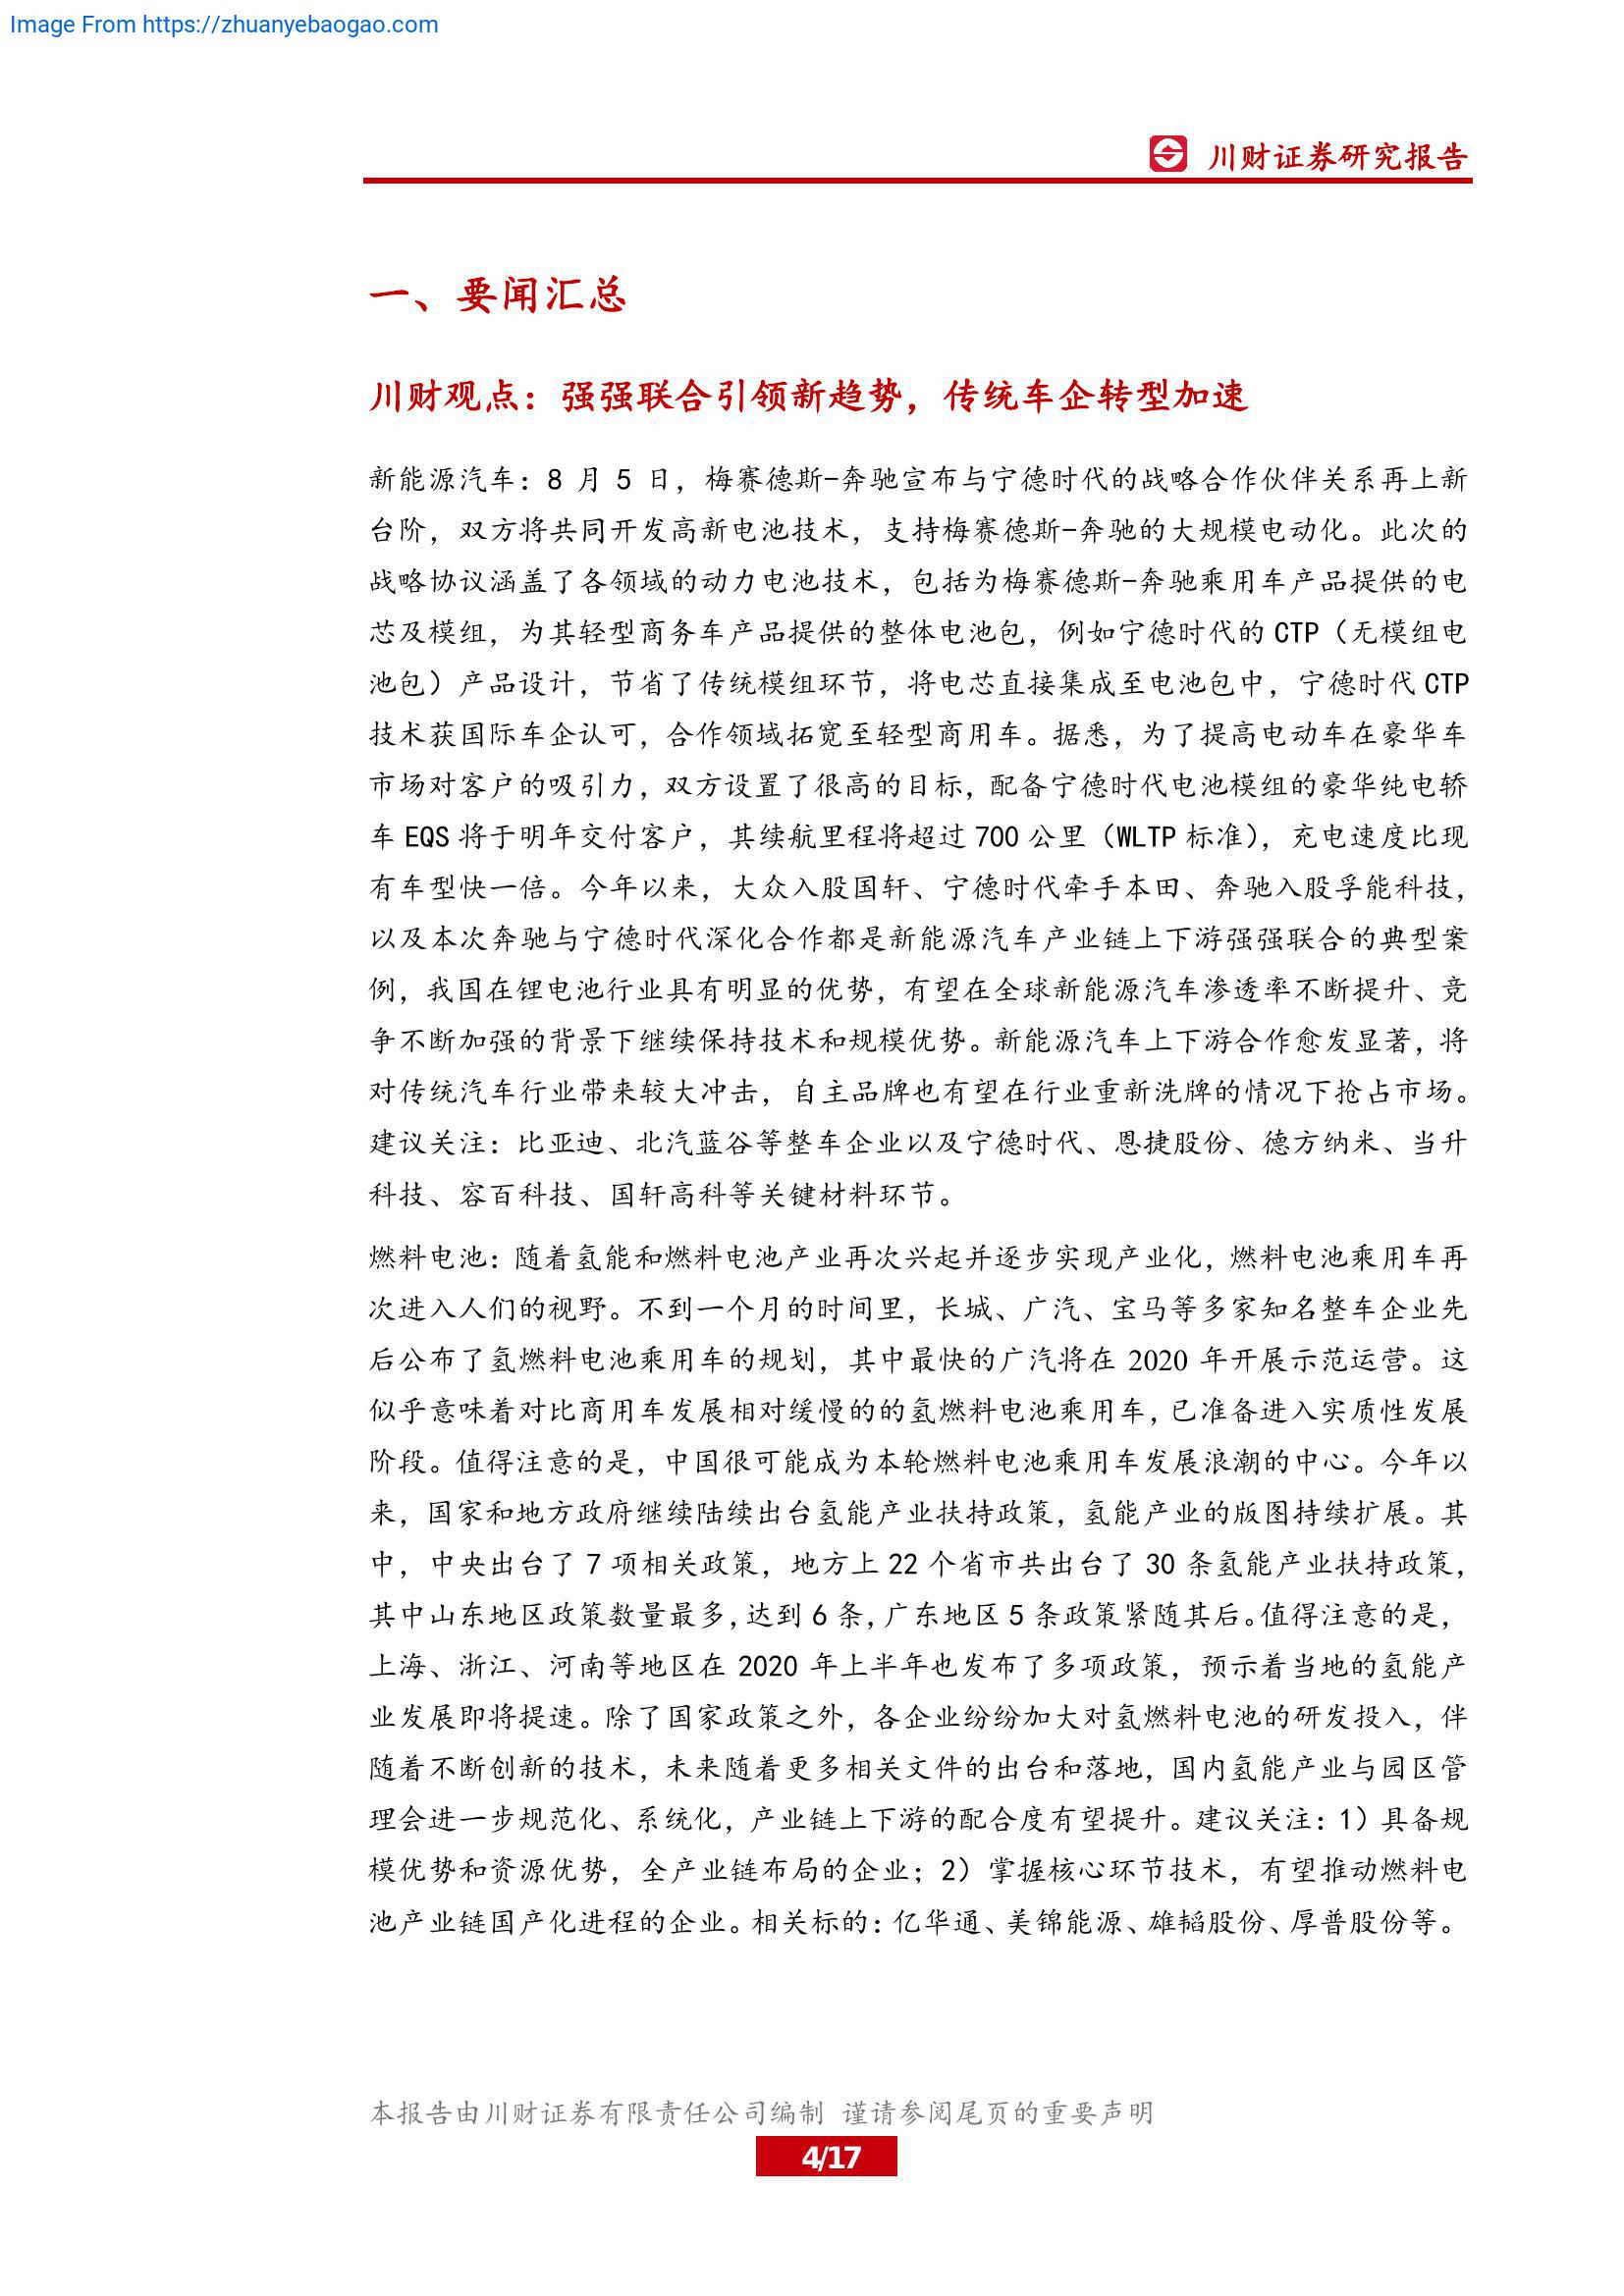 Image From https://zhuanyebaogao.com
川财证券研究报告
一、要闻汇总
川财观点：强强联合引领新趋势，传统车企转型加速
新能源汽车：8 月 5 日，梅赛德斯-奔驰宣布与宁德时代的战略合作伙伴关系再上新
台阶，双方将共同开发高新电池技术，支持梅赛德斯-奔驰的大规模电动化。此次的
战略协议涵盖了各领域的动力电池技术，包括为梅赛德斯-奔驰乘用车产品提供的电
芯及模组，为其轻型商务车产品提供的整体电池包，例如宁德时代的 CTP（无模组电
池包）产品设计，节省了传统模组环节，将电芯直接集成至电池包中，宁德时代 CTP
技术获国际车企认可，合作领域拓宽至轻型商用车。据悉，为了提高电动车在豪华车
市场对客户的吸引力，双方设置了很高的目标，配备宁德时代电池模组的豪华纯电轿
车 EQS 将于明年交付客户，其续航里程将超过 700 公里（WLTP 标准），充电速度比现
有车型快一倍。今年以来，大众入股国轩、宁德时代牵手本田、奔驰入股孚能科技，
以及本次奔驰与宁德时代深化合作都是新能源汽车产业链上下游强强联合的典型案
例，我国在锂电池行业具有明显的优势，有望在全球新能源汽车渗透率不断提升、竞
争不断加强的背景下继续保持技术和规模优势。新能源汽车上下游合作愈发显著，将
对传统汽车行业带来较大冲击，自主品牌也有望在行业重新洗牌的情况下抢占市场。
建议关注：比亚迪、北汽蓝谷等整车企业以及宁德时代、恩捷股份、德方纳米、当升
科技、容百科技、国轩高科等关键材料环节。
燃料电池：随着氢能和燃料电池产业再次兴起并逐步实现产业化，燃料电池乘用车再
次进入人们的视野。不到一个月的时间里，长城、广汽、宝马等多家知名整车企业先
后公布了氢燃料电池乘用车的规划，其中最快的广汽将在 2020 年开展示范运营。这
似乎意味着对比商用车发展相对缓慢的的氢燃料电池乘用车，已准备进入实质性发展
阶段。值得注意的是，中国很可能成为本轮燃料电池乘用车发展浪潮的中心。今年以
来，国家和地方政府继续陆续出台氢能产业扶持政策，氢能产业的版图持续扩展。其
中，中央出台了 7 项相关政策，地方上 22 个省市共出台了 30 条氢能产业扶持政策，
其中山东地区政策数量最多，达到 6 条，广东地区 5 条政策紧随其后。值得注意的是，
上海、浙江、河南等地区在 2020 年上半年也发布了多项政策，预示着当地的氢能产
业发展即将提速。除了国家政策之外，各企业纷纷加大对氢燃料电池的研发投入，伴
随着不断创新的技术，未来随着更多相关文件的出台和落地，国内氢能产业与园区管
理会进一步规范化、系统化，产业链上下游的配合度有望提升。建议关注：1）具备规
模优势和资源优势，全产业链布局的企业；2）掌握核心环节技术，有望推动燃料电
池产业链国产化进程的企业。相关标的：亿华通、美锦能源、雄韬股份、厚普股份等。
本报告由川财证券有限责任公司编制 谨请参阅尾页的重要声明
4/17